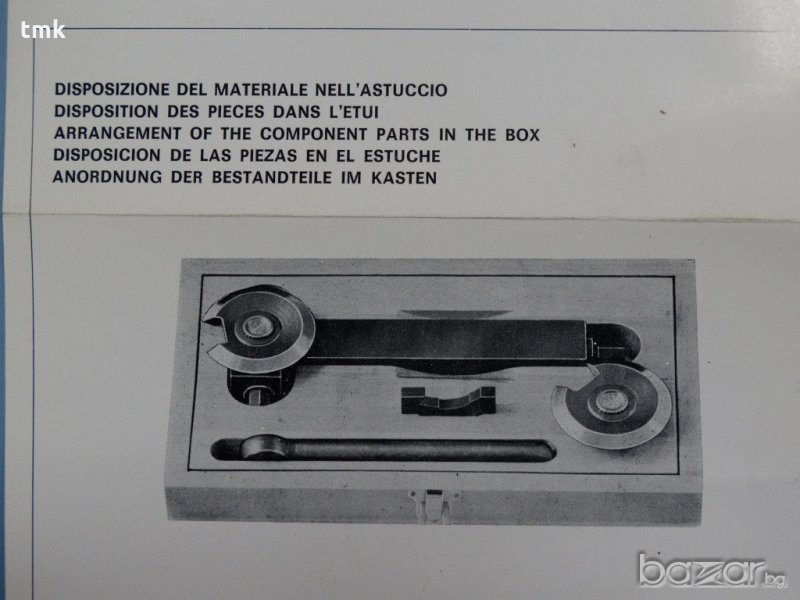 tmk
DISPOSIZIONE DEL MATERIALE NELL'ASTUCCIO
DISPOSITION DES PIECES DANS L'ETUI
ARRANGEMENT OF THE COMPONENT PARTS IN THE BOX
DISPOSICION DE LAS PIEZAS EN EL ESTUCHE
ANORDNUNG DER BESTANDTEILE IM KASTEN
bazar.bg